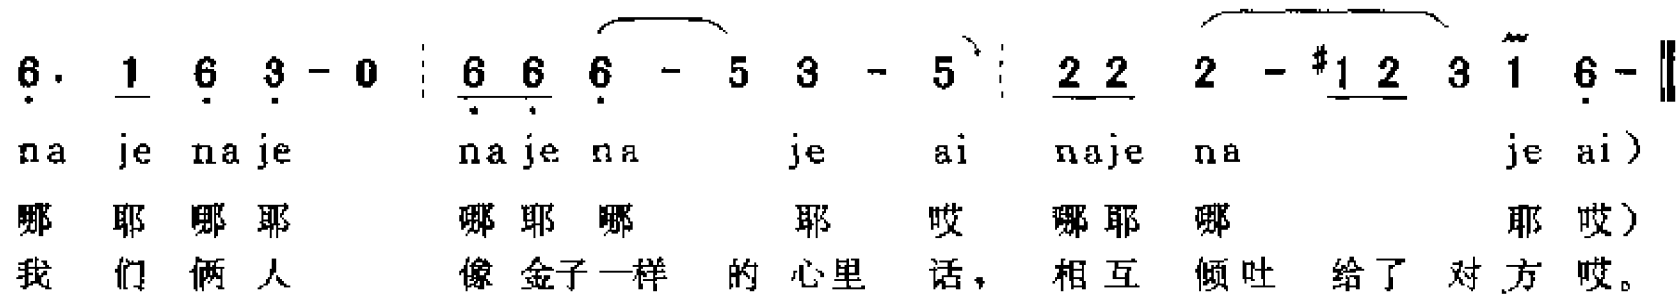 6. 1 6 3 - 0 6 6 6 - 5 3 - 5 2 2 2 - #1 2 3 1 6 -
na je na je na je na je ai na je na je ai)
哪 耶 哪 耶 哪 耶 哪 耶 哎 哪 耶 哪 耶 哎)
我 们 俩 人 像 金子 一样 的 心里 话, 相 互 倾吐 给了 对 方 哎。